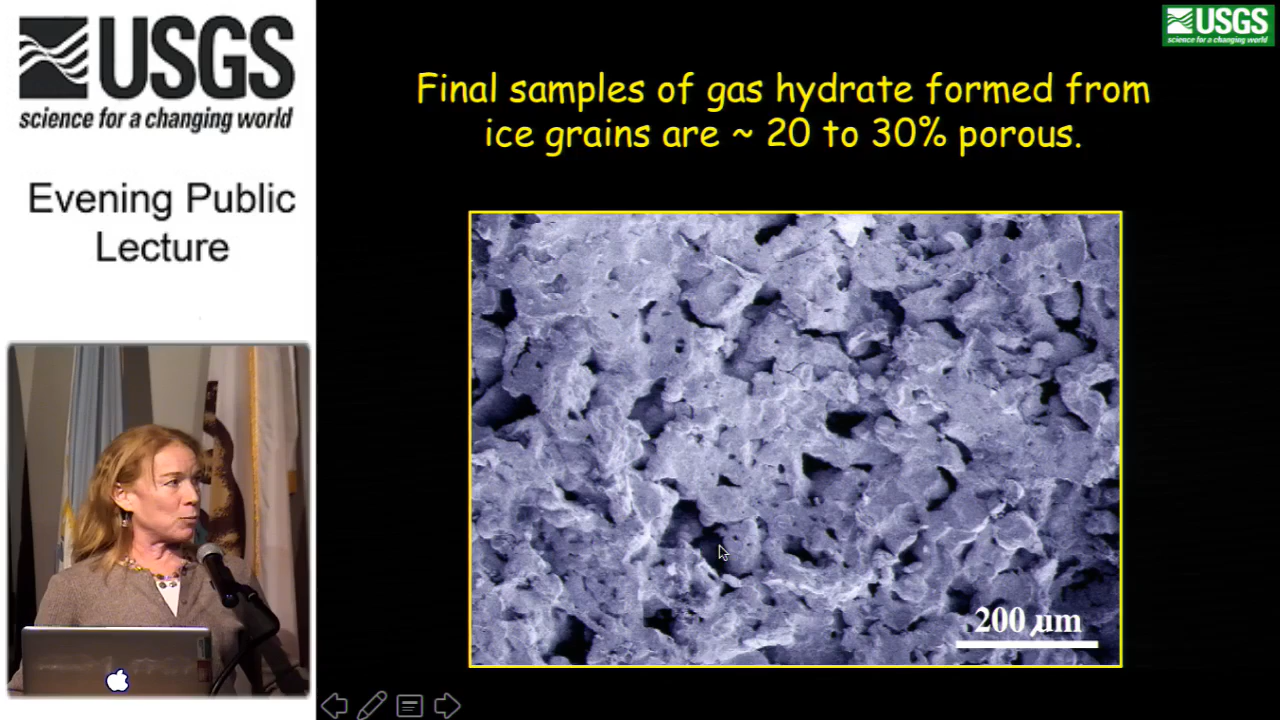 USGS
science for a changing world
Evening Public
Lecture
USGS
science for a changing world
Final samples of gas hydrate formed from
ice grains are ~ 20 to 30% porous.
200 µm